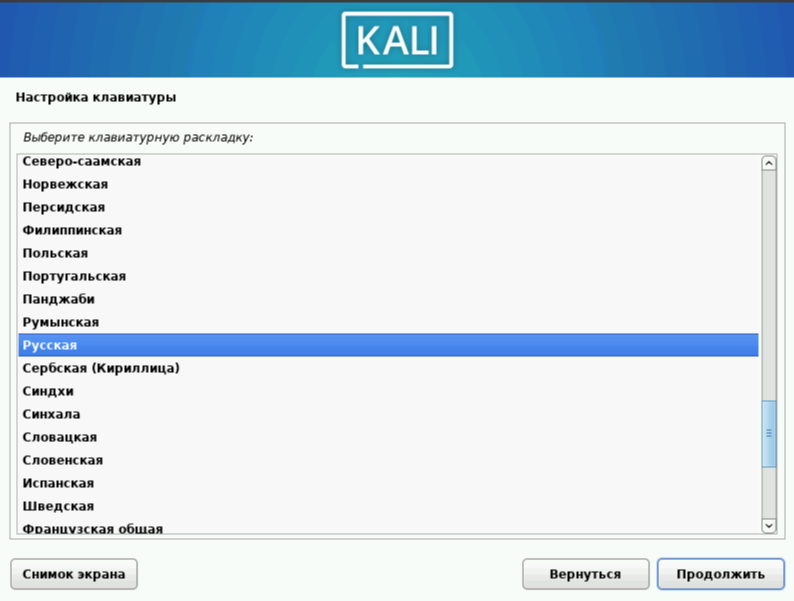 KALI
Настройка клавиатуры
Выберите клавиатурную раскладку:
Северо-саамская
Норвежская
Персидская
Филиппинская
Польская
Португальская
Панджаби
Румынская
Русская
Сербская (Кириллица)
Синдхи
Синхала
Словацкая
Словенская
Испанская
Шведская
Французская общая
Снимок экрана
Вернуться
Продолжить